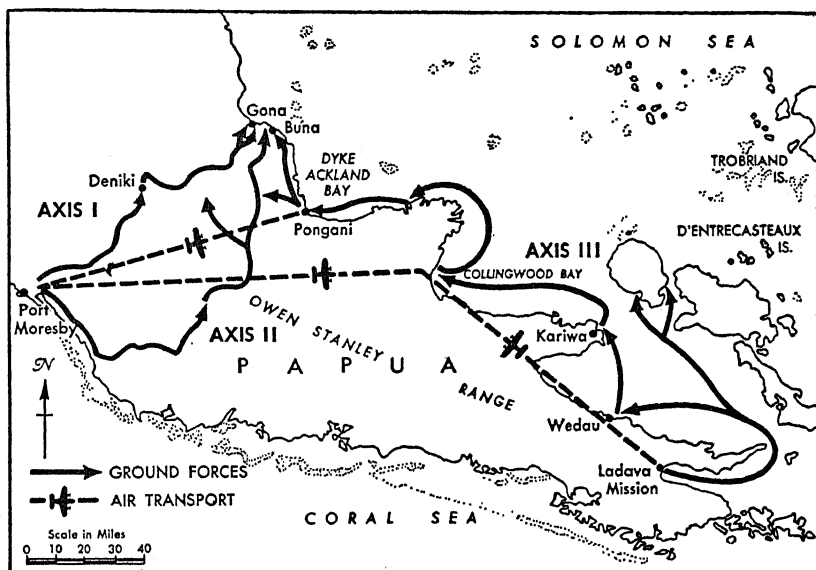 SOLOMON SEA
Gona
Buna
DYKE
ACKLAND
BAY
TROBRIAND
IS.
Deniki
AXIS I
Pongani
AXIS III
D'ENTRECASTEAUX
IS.
COLLINGWOOD BAY
Port
Moresby
OWEN STANLEY
RANGE
AXIS II
PAPUA
Kariwa
N
Wedau
Ladava
Mission
GROUND FORCES
AIR TRANSPORT
CORAL SEA
Scale in Miles
0 10 20 30 40